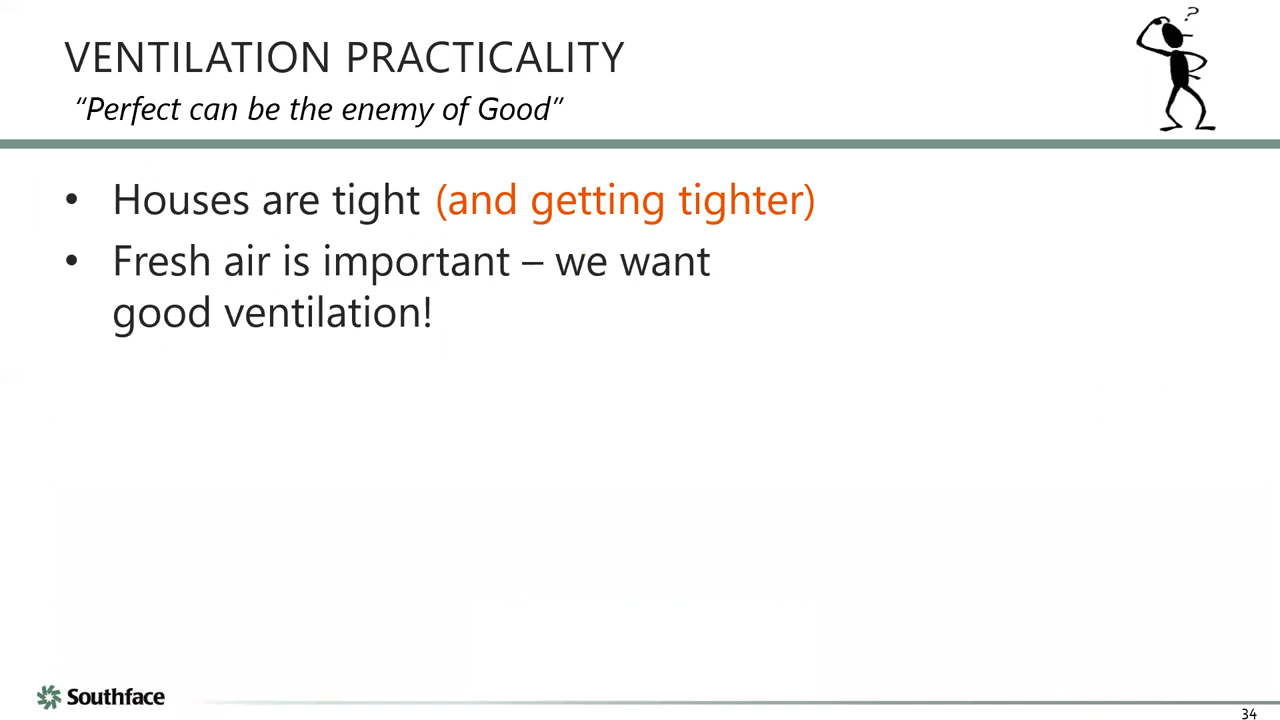 VENTILATION PRACTICALITY
?
“Perfect can be the enemy of Good”
• Houses are tight (and getting tighter)
• Fresh air is important – we want
good ventilation!
Southface
34